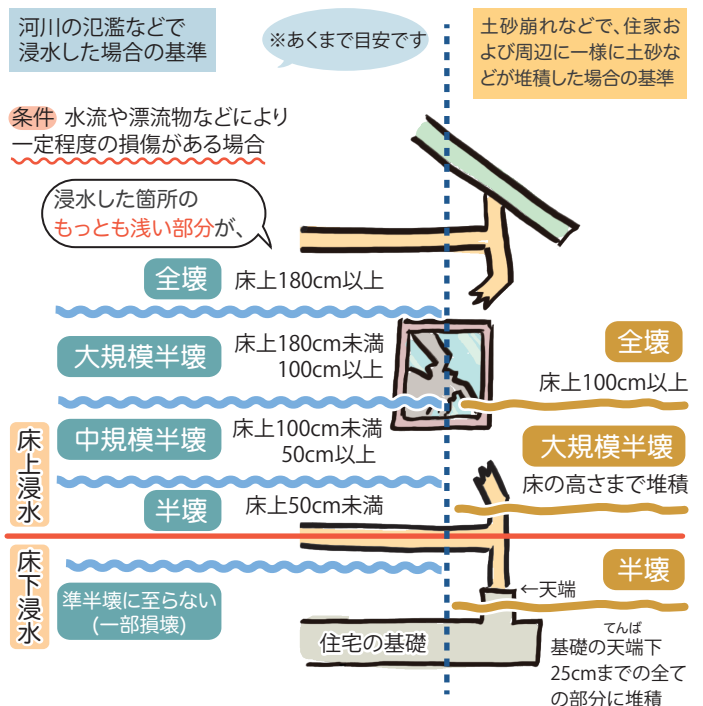 河川の氾濫などで
浸水した場合の基準
※あくまで目安です
土砂崩れなどで、住家お
よび周辺に一様に土砂な
どが堆積した場合の基準
条件 水流や漂流物などにより
一定程度の損傷がある場合
浸水した箇所の
もっとも浅い部分が、
全壊 床上180cm以上
大規模半壊 床上180cm未満
100cm以上
全壊
床上100cm以上
床上浸水
中規模半壊 床上100cm未満
50cm以上
大規模半壊
床の高さまで堆積
半壊 床上50cm未満
床下浸水
準半壊に至らない
(一部損壊)
半壊
←天端
住宅の基礎
てんば
基礎の天端下
25cmまでの全て
の部分に堆積